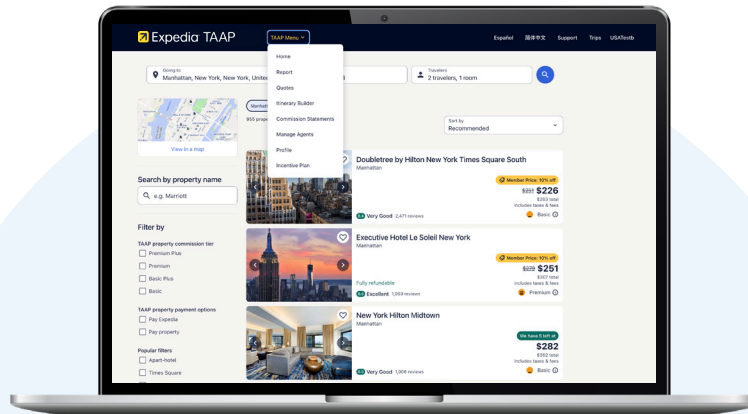 Expedia TAAP
TAAP Menu
Español
简体中文
Support
Trips
USATestb
Home
Report
Quotes
Itinerary Builder
Commission Statements
Manage Agents
Profile
Incentive Plan
Going to
Manhattan, New York, New York, Unite
Travelers
2 travelers, 1 room
View in a map
Sort by
Recommended
Search by property name
e.g. Marriott
Filter by
TAAP property commission tier
Premium Plus
Premium
Basic Plus
Basic
TAAP property payment options
Pay Expedia
Pay property
Popular filters
Apart-hotel
Times Square
Doubletree by Hilton New York Times Square South
Manhattan
Member Price: 10% off
$251 $226
$263 total
includes taxes & fees
Very Good 2,471 reviews
Basic
Executive Hotel Le Soleil New York
Manhattan
Member Price: 10% off
$279 $251
$307 total
Fully refundable
includes taxes & fees
Excellent 1,959 reviews
Premium
New York Hilton Midtown
Manhattan
We have 5 left at
$282
$362 total
includes taxes & fees
Very Good 1,906 reviews
Basic